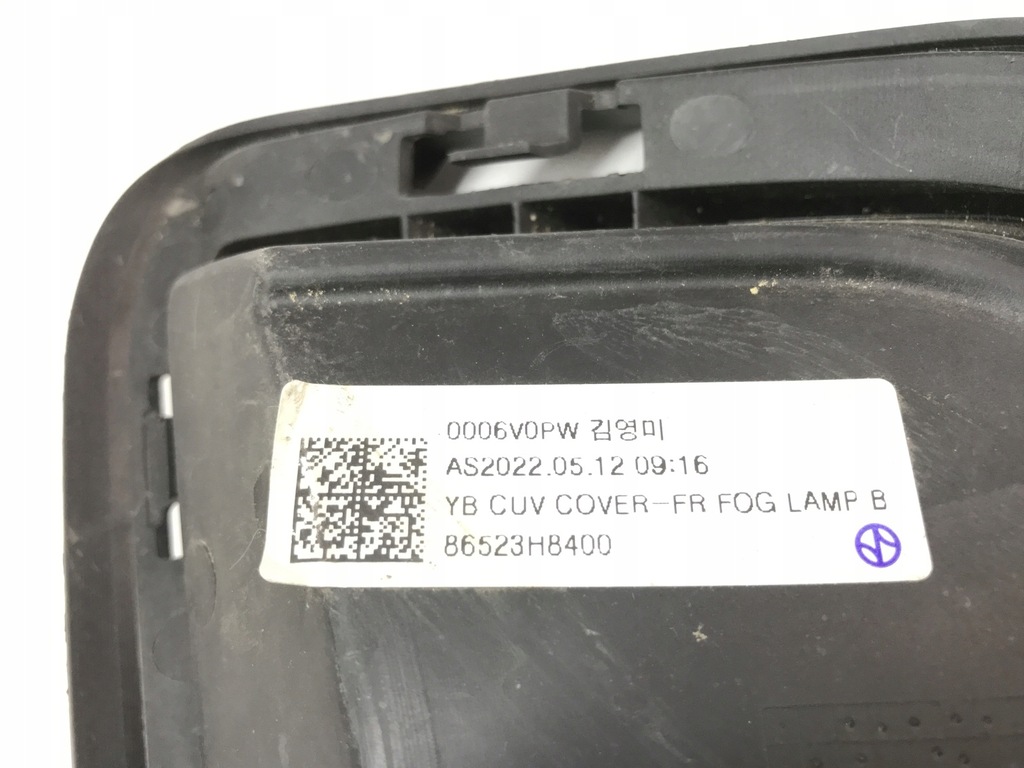 0006V0PW 김영미
AS2022.05.12 09:16
YB CUV COVER-FR FOG LAMP B
86523H8400